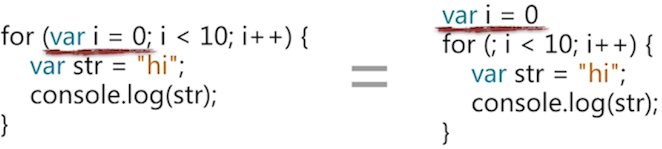 for (var i = 0; i < 10; i++) {
var str = "hi";
console.log(str);
}
=
var i = 0
for (; i < 10; i++) {
var str = "hi";
console.log(str);
}